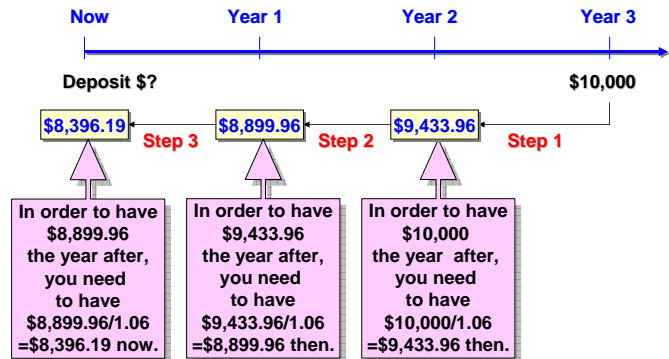 Now Year 1 Year 2 Year 3
Deposit $? $10,000
$8,396.19 $8,899.96 $9,433.96
Step 3 Step 2 Step 1
In order to have
$8,899.96
the year after,
you need
to have
$8,899.96/1.06
=$8,396.19 now.
In order to have
$9,433.96
the year after,
you need
to have
$9,433.96/1.06
=$8,899.96 then.
In order to have
$10,000
the year after,
you need
to have
$10,000/1.06
=$9,433.96 then.